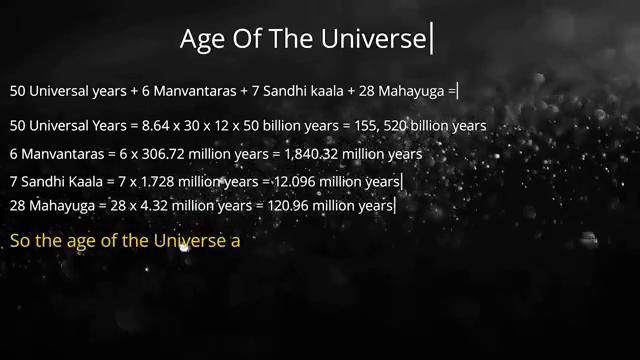 Age Of The Universe
50 Universal years + 6 Manvantaras + 7 Sandhi kaala + 28 Mahayuga =
50 Universal Years = 8.64 x 30 x 12 x 50 billion years = 155, 520 billion years
6 Manvantaras = 6 x 306.72 million years = 1,840.32 million years
7 Sandhi Kaala = 7 x 1.728 million years = 12.096 million years
28 Mahayuga = 28 x 4.32 million years = 120.96 million years
So the age of the Universe a